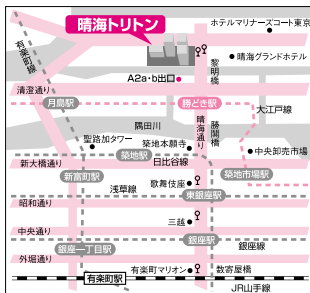 晴海トリトン
ホテルマリナーズコート東京
有楽町線
晴海グランドホテル
黎明橋
A2a・b出口
清澄通り
月島駅
勝どき駅
大江戸線
隅田川
晴海通り
勝鬨橋
聖路加タワー
築地本願寺
中央卸売市場
築地駅
日比谷線
新大橋通り
新富町駅
築地市場駅
浅草線
歌舞伎座
東銀座駅
昭和通り
三越
中央通り
銀座駅
銀座線
銀座一丁目駅
外堀通り
有楽町マリオン
数寄屋橋
有楽町駅
JR山手線